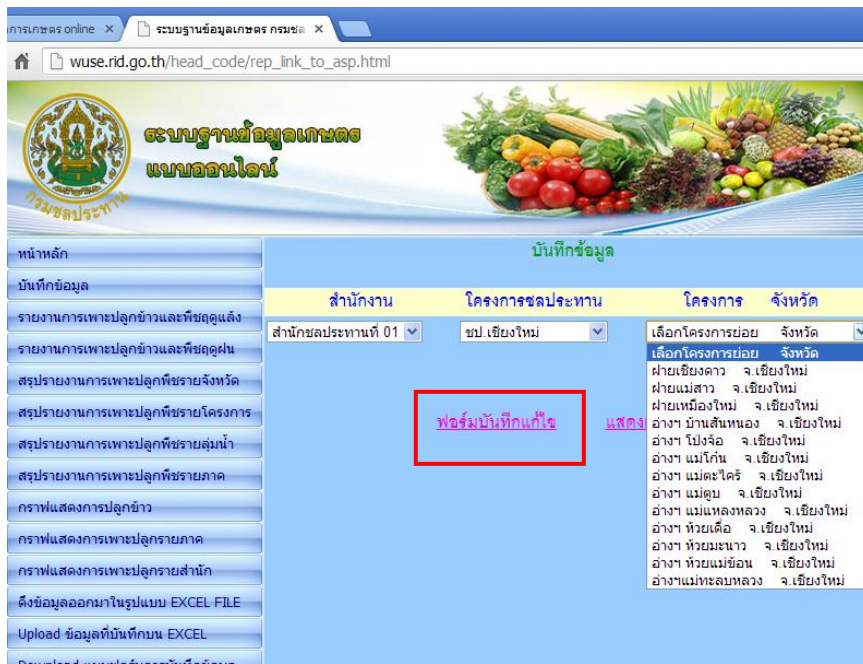 การเกษตร online ×
ระบบฐานข้อมูลเกษตร กรมชล ×
wuse.rid.go.th/head_code/rep_link_to_asp.html
ระบบฐานข้อมูลเกษตร
แบบออนไลน์
กรมชลประทาน
หน้าหลัก
บันทึกข้อมูล
รายงานการเพาะปลูกข้าวและพืชฤดูแล้ง
รายงานการเพาะปลูกข้าวและพืชฤดูฝน
สรุปรายงานการเพาะปลูกพืชรายจังหวัด
สรุปรายงานการเพาะปลูกพืชรายโครงการ
สรุปรายงานการเพาะปลูกพืชรายลุ่มน้ำ
สรุปรายงานการเพาะปลูกพืชรายภาค
กราฟแสดงการปลูกข้าว
กราฟแสดงการเพาะปลูกรายภาค
กราฟแสดงการเพาะปลูกรายสำนัก
ดึงข้อมูลออกมาในรูปแบบ EXCEL FILE
Upload ข้อมูลที่บันทึกบน EXCEL
บันทึกข้อมูล
สำนักงาน โครงการชลประทาน โครงการ จังหวัด
สำนักชลประทานที่ 01 ชป.เชียงใหม่ เลือกโครงการย่อย จังหวัด
เลือกโครงการย่อย จังหวัด
ฝายเชียงดาว จ.เชียงใหม่
ฝายแม่สาว จ.เชียงใหม่
ฝายเหมืองใหม่ จ.เชียงใหม่
อ่างฯ บ้านสันหนอง จ.เชียงใหม่
อ่างฯ โป่งจ้อ จ.เชียงใหม่
อ่างฯ แม่โก๋น จ.เชียงใหม่
อ่างฯ แม่ตะไคร้ จ.เชียงใหม่
อ่างฯ แม่ตูบ จ.เชียงใหม่
อ่างฯ แม่แหลงหลวง จ.เชียงใหม่
อ่างฯ ห้วยเดื่อ จ.เชียงใหม่
อ่างฯ ห้วยมะนาว จ.เชียงใหม่
อ่างฯ ห้วยแม่ข้อน จ.เชียงใหม่
อ่างฯแม่ทะลบหลวง จ.เชียงใหม่
ฟอร์มบันทึกแก้ไข